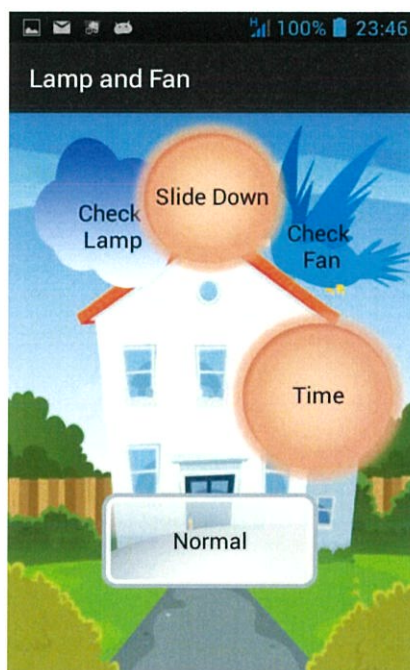 H 100% 23:46
Lamp and Fan
Slide Down
Check
Lamp
Check
Fan
Time
Normal